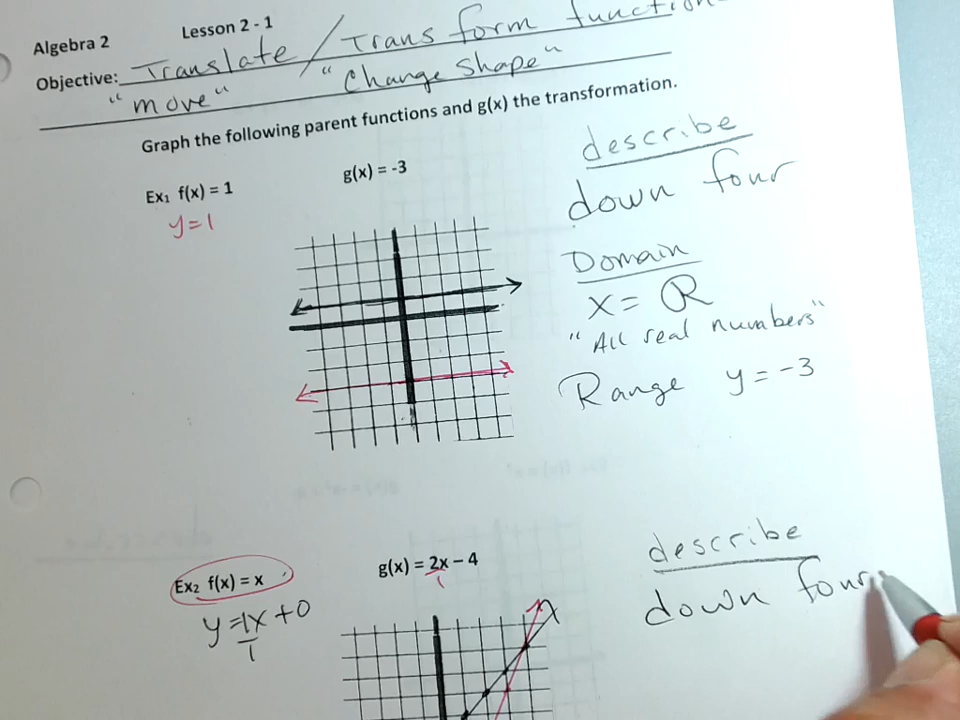 Algebra 2 Lesson 2 - 1
Objective: Translate / Transform function
"move" "Change Shape"
Graph the following parent functions and g(x) the transformation.
describe
Ex1 f(x) = 1 g(x) = -3
y=1
down four
Domain
x = ℝ
"All real numbers"
Range y = -3
describe
Ex2 f(x) = x g(x) = 2x – 4
1
down four
y = 1x + 0
1